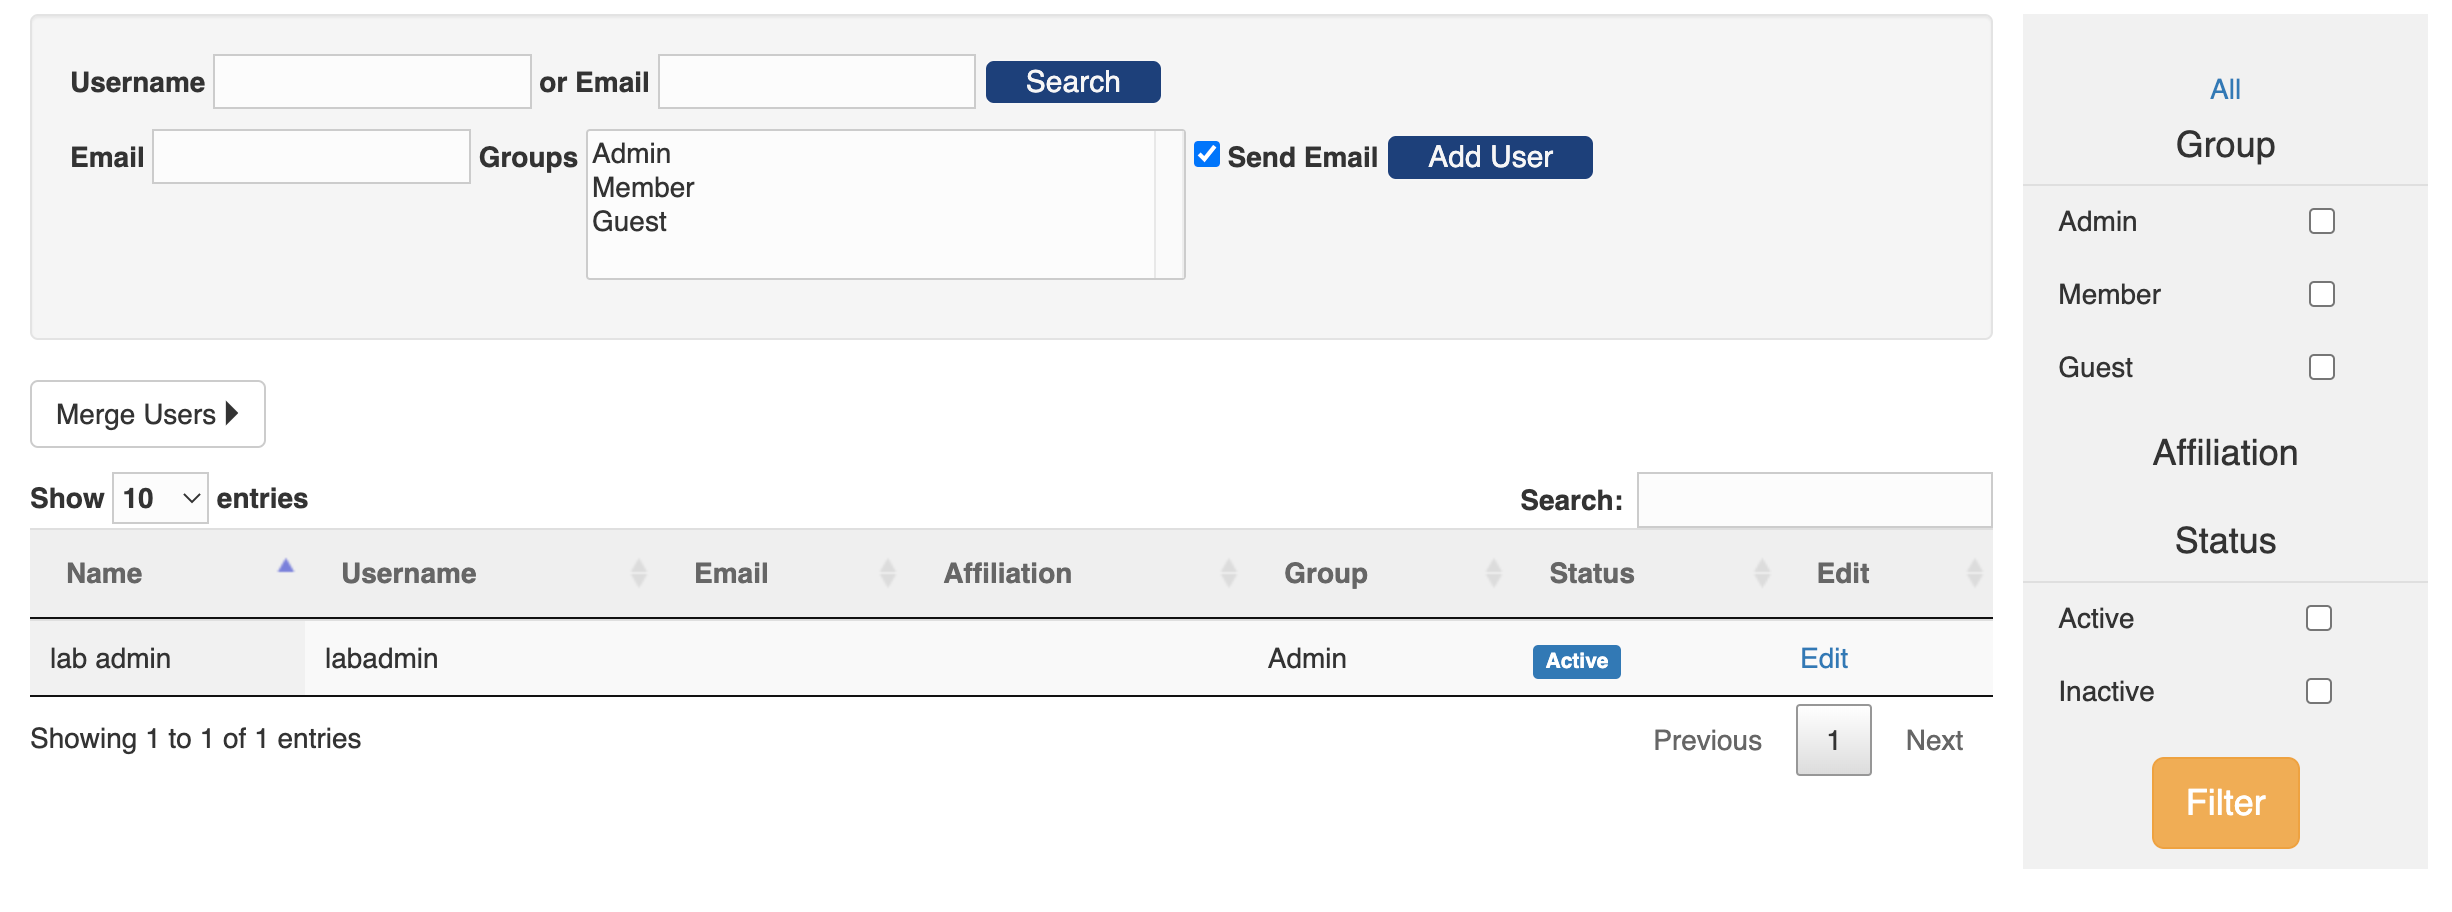 Username or Email Search
Email Groups Admin Send Email Add User
Member
Guest
Merge Users
Show 10 entries
Search:
Name Username Email Affiliation Group Status Edit
lab admin labadmin Admin Active Edit
Showing 1 to 1 of 1 entries
Previous 1 Next
All
Group
Admin
Member
Guest
Affiliation
Status
Active
Inactive
Filter